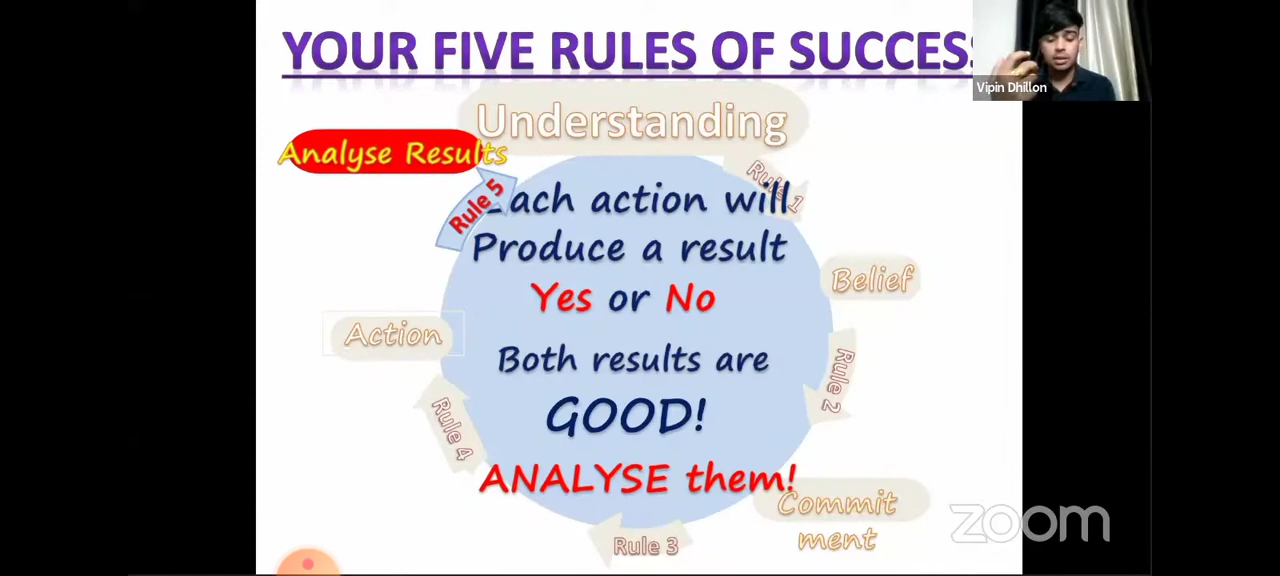 YOUR FIVE RULES OF SUCCESS
Vipin Dhillon
Understanding
Analyse Results
Rule 1
Rule 5
Each action will
Produce a result
Yes or No
Belief
Action
Both results are
Rule 2
GOOD!
Rule 4
ANALYSE them!
Commit
ment
Rule 3
zoom